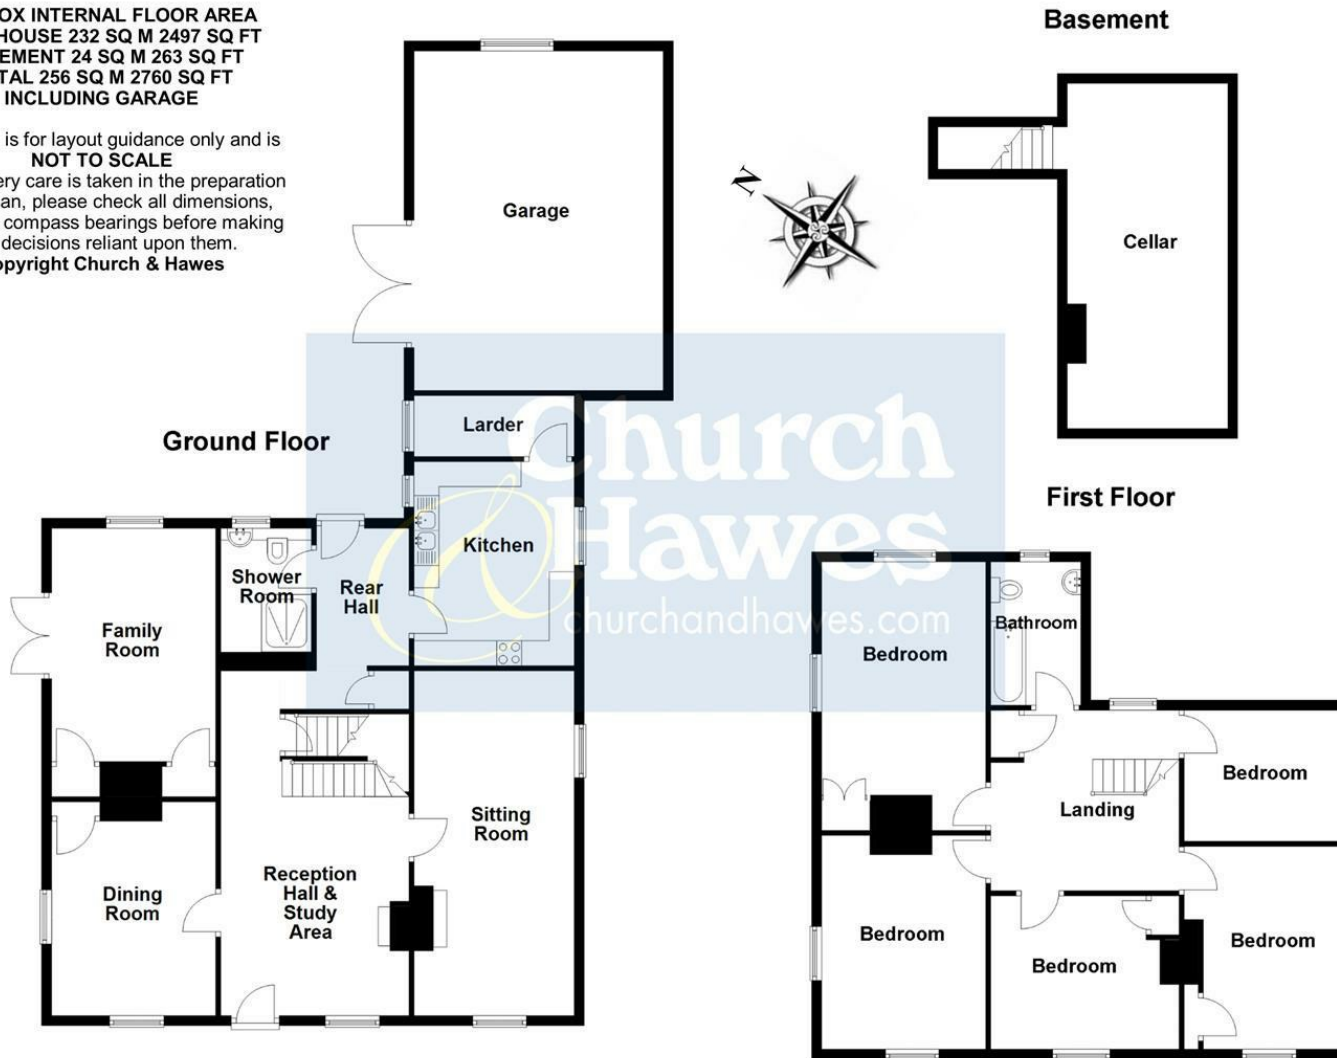 OX INTERNAL FLOOR AREA
HOUSE 232 SQ M 2497 SQ FT
EMENT 24 SQ M 263 SQ FT
TAL 256 SQ M 2760 SQ FT
INCLUDING GARAGE
is for layout guidance only and is
NOT TO SCALE
ery care is taken in the preparation
an, please check all dimensions,
compass bearings before making
decisions reliant upon them.
opyright Church & Hawes
Basement
Cellar
N
Garage
Ground Floor
Larder
Kitchen
Shower
Room
Rear
Hall
Family
Room
Sitting
Room
Reception
Hall &
Study
Area
Dining
Room
Church
& Hawes
churchandhawes.com
First Floor
Bathroom
Bedroom
Bedroom
Landing
Bedroom
Bedroom
Bedroom